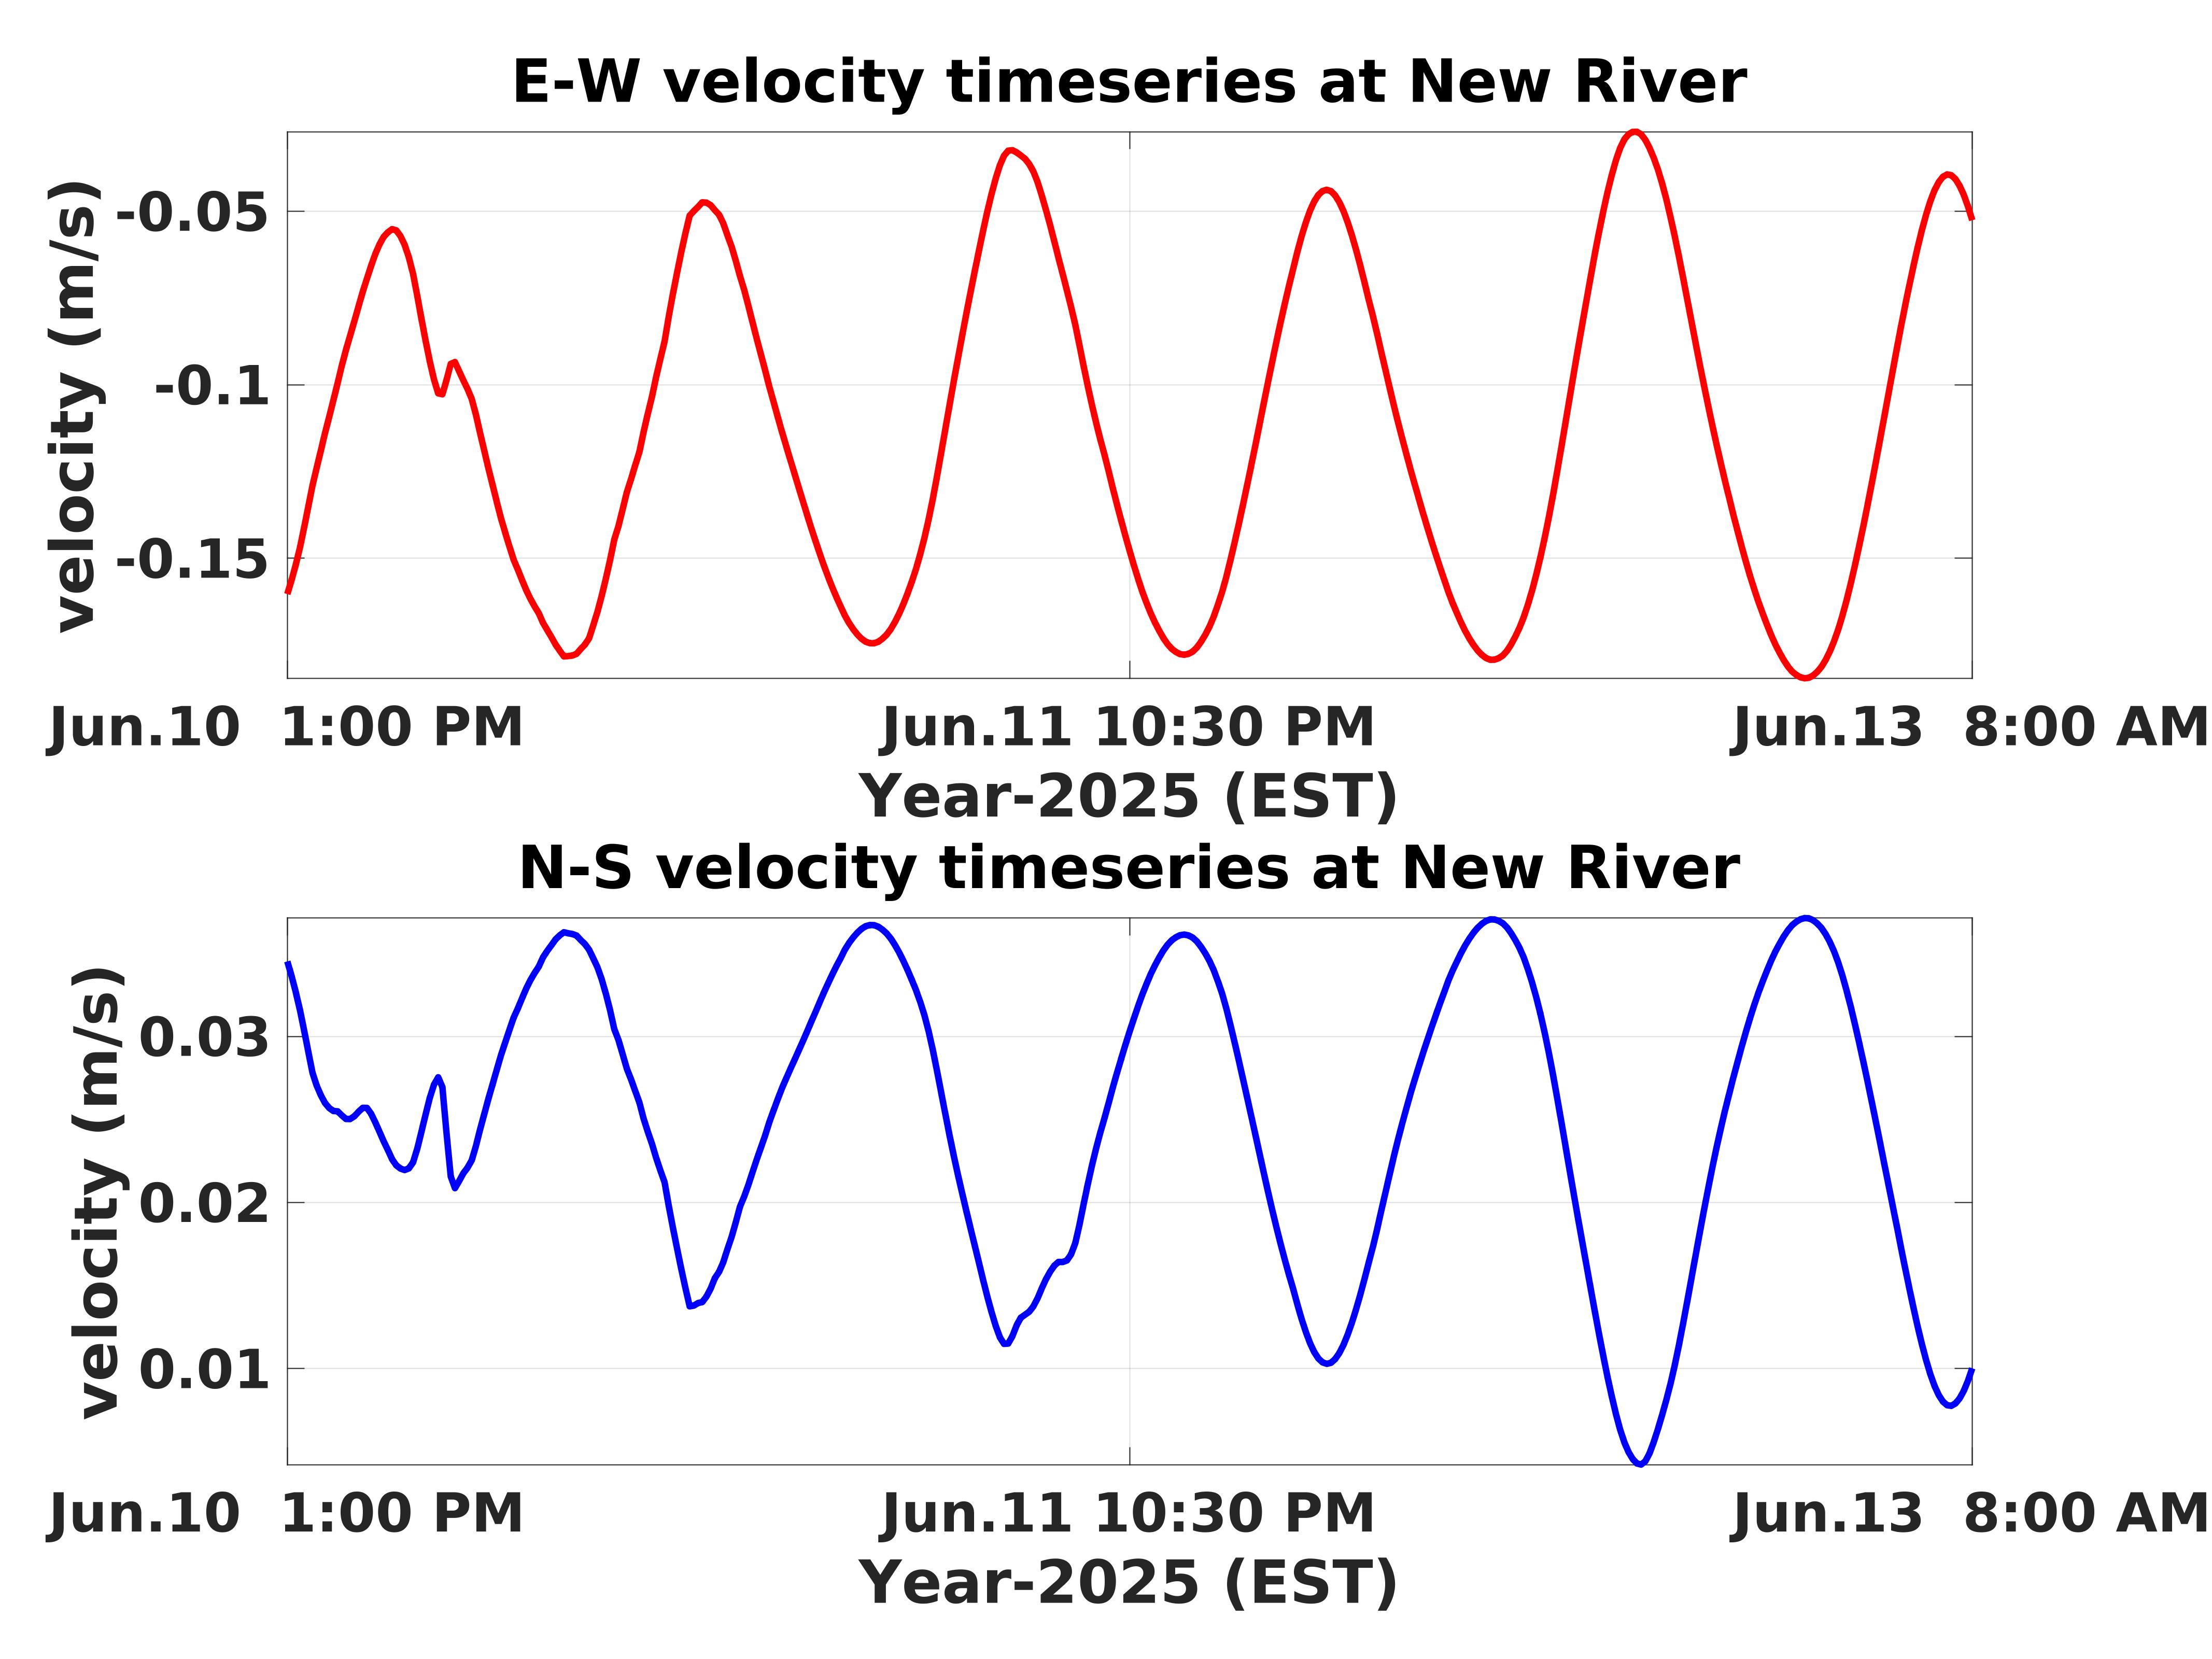 E-W velocity timeseries at New River
velocity (m/s)
-0.05
-0.1
-0.15
Jun.10  1:00 PM
Jun.11 10:30 PM
Jun.13  8:00 AM
Year-2025 (EST)
N-S velocity timeseries at New River
velocity (m/s)
0.03
0.02
0.01
Jun.10  1:00 PM
Jun.11 10:30 PM
Jun.13  8:00 AM
Year-2025 (EST)